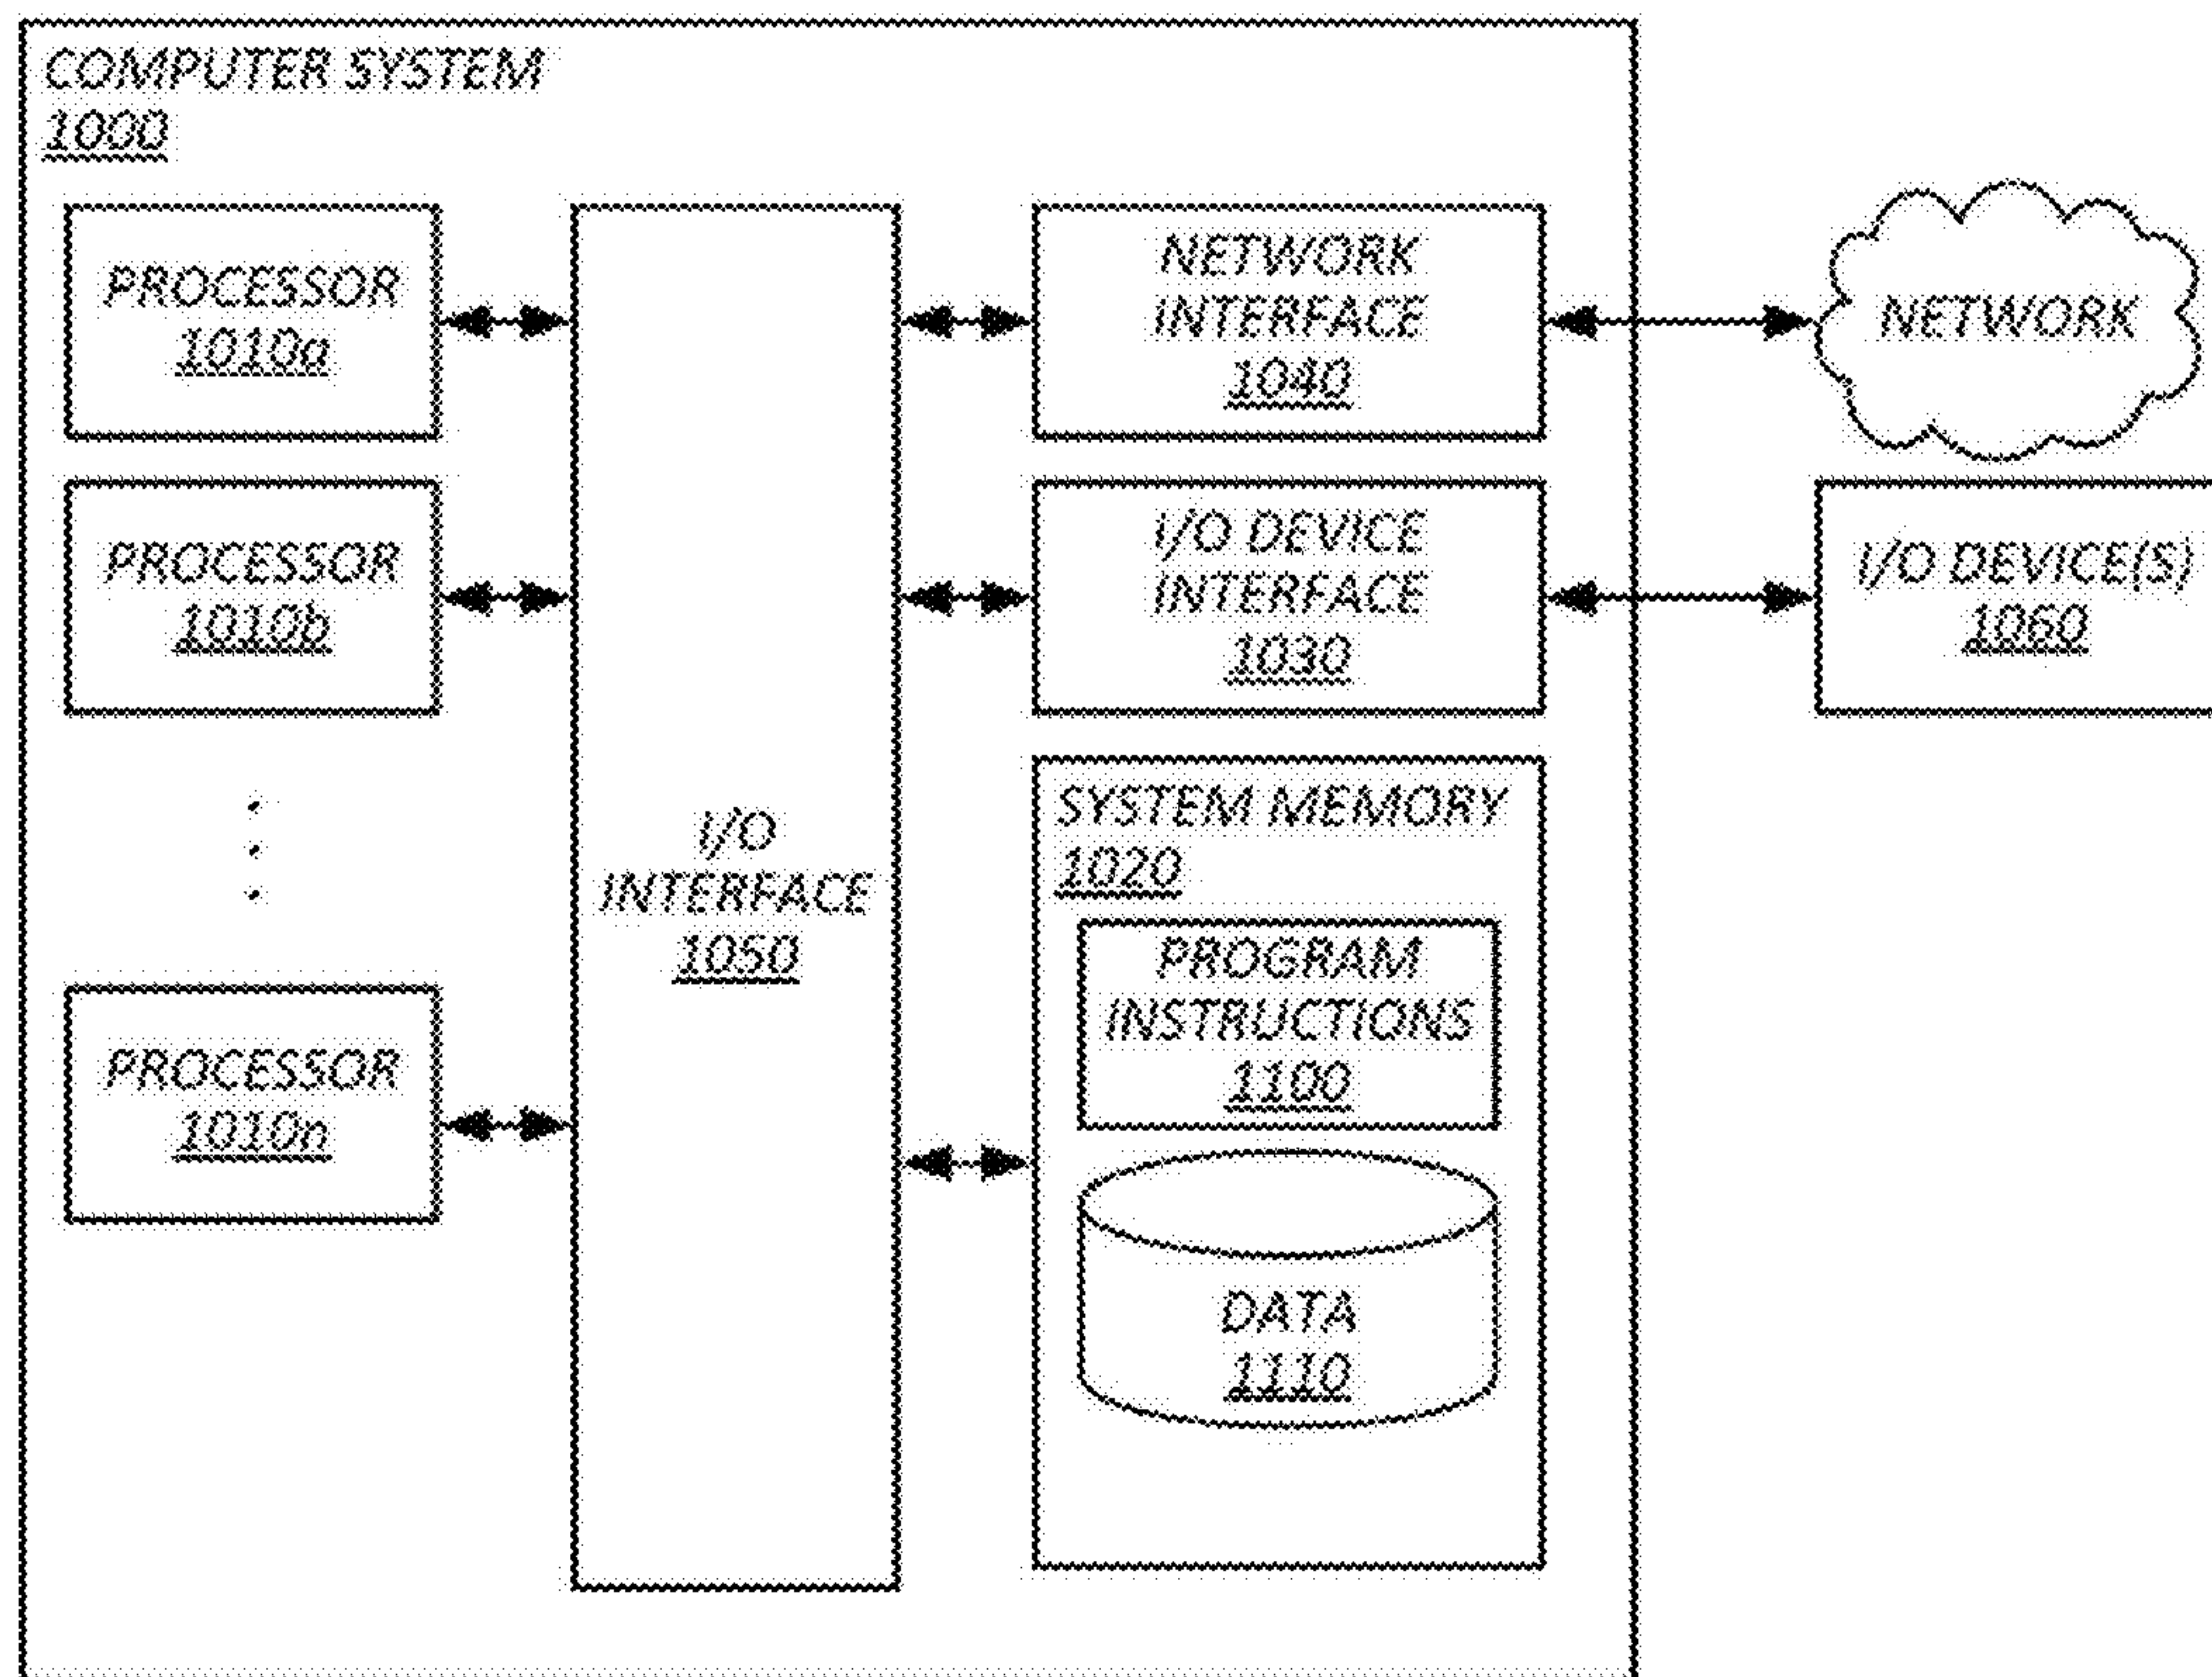 COMPUTER SYSTEM
1000
PROCESSOR
1010a
PROCESSOR
1010b
PROCESSOR
1010n
I/O
INTERFACE
1050
NETWORK
INTERFACE
1040
I/O DEVICE
INTERFACE
1030
SYSTEM MEMORY
1020
PROGRAM
INSTRUCTIONS
1100
DATA
1110
NETWORK
I/O DEVICE(S)
1060